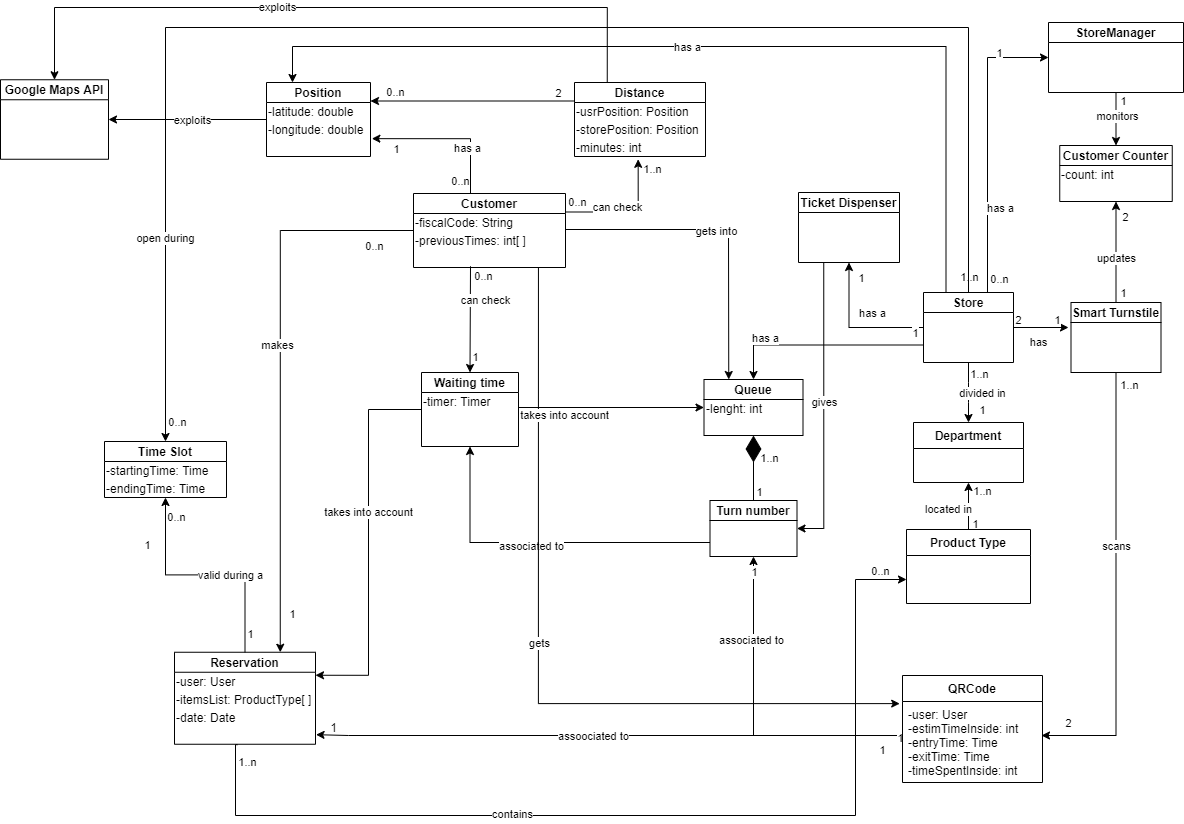 exploits
StoreManager
has a
1
Google Maps API
Position
-latitude: double
-longitude: double
0..n
2
Distance
-usrPosition: Position
-storePosition: Position
-minutes: int
1
monitors
exploits
1
has a
0..n
1..n
Customer Counter
-count: int
Customer
-fiscalCode: String
-previousTimes: int[ ]
0..n
can check
Ticket Dispenser
has a
2
open during
0..n
gets into
updates
0..n
can check
1
1..n
0..n
1
Store
Smart Turnstile
has a
1
2
1
has
makes
has a
1
Waiting time
-timer: Timer
Queue
-lenght: int
1..n
divided in
1
1..n
takes into account
gives
0..n
Department
Time Slot
-startingTime: Time
-endingTime: Time
1..n
1
1..n
located in
1
Turn number
takes into account
0..n
1
associated to
Product Type
scans
valid during a
1
0..n
1
1
gets
associated to
Reservation
-user: User
-itemsList: ProductType[ ]
-date: Date
QRCode
-user: User
-estimTimeInside: int
-entryTime: Time
-exitTime: Time
-timeSpentInside: int
1
assoociated to
1
1
2
1..n
contains